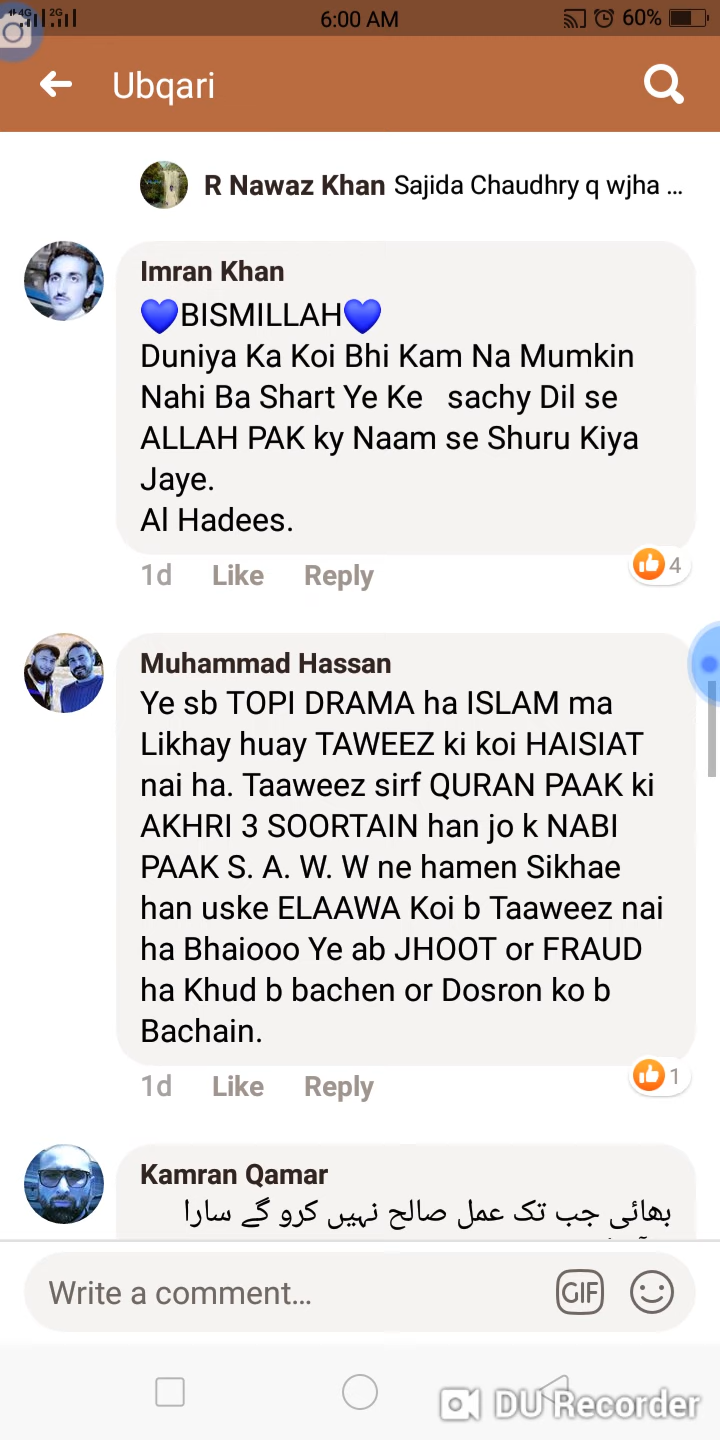 4G 2G 6:00 AM 60%
Ubqari
R Nawaz Khan Sajida Chaudhry q wjha ...
Imran Khan
💙BISMILLAH💙
Duniya Ka Koi Bhi Kam Na Mumkin
Nahi Ba Shart Ye Ke sachy Dil se
ALLAH PAK ky Naam se Shuru Kiya
Jaye.
Al Hadees.
1d Like Reply 4
Muhammad Hassan
Ye sb TOPI DRAMA ha ISLAM ma
Likhay huay TAWEEZ ki koi HAISIAT
nai ha. Taaweez sirf QURAN PAAK ki
AKHRI 3 SOORTAIN han jo k NABI
PAAK S. A. W. W ne hamen Sikhae
han uske ELAAWA Koi b Taaweez nai
ha Bhaiooo Ye ab JHOOT or FRAUD
ha Khud b bachen or Dosron ko b
Bachain.
1d Like Reply 1
Kamran Qamar
بھائی جب تک عمل صالح نہیں کرو گے سارا
Write a comment...
GIF
DU Recorder